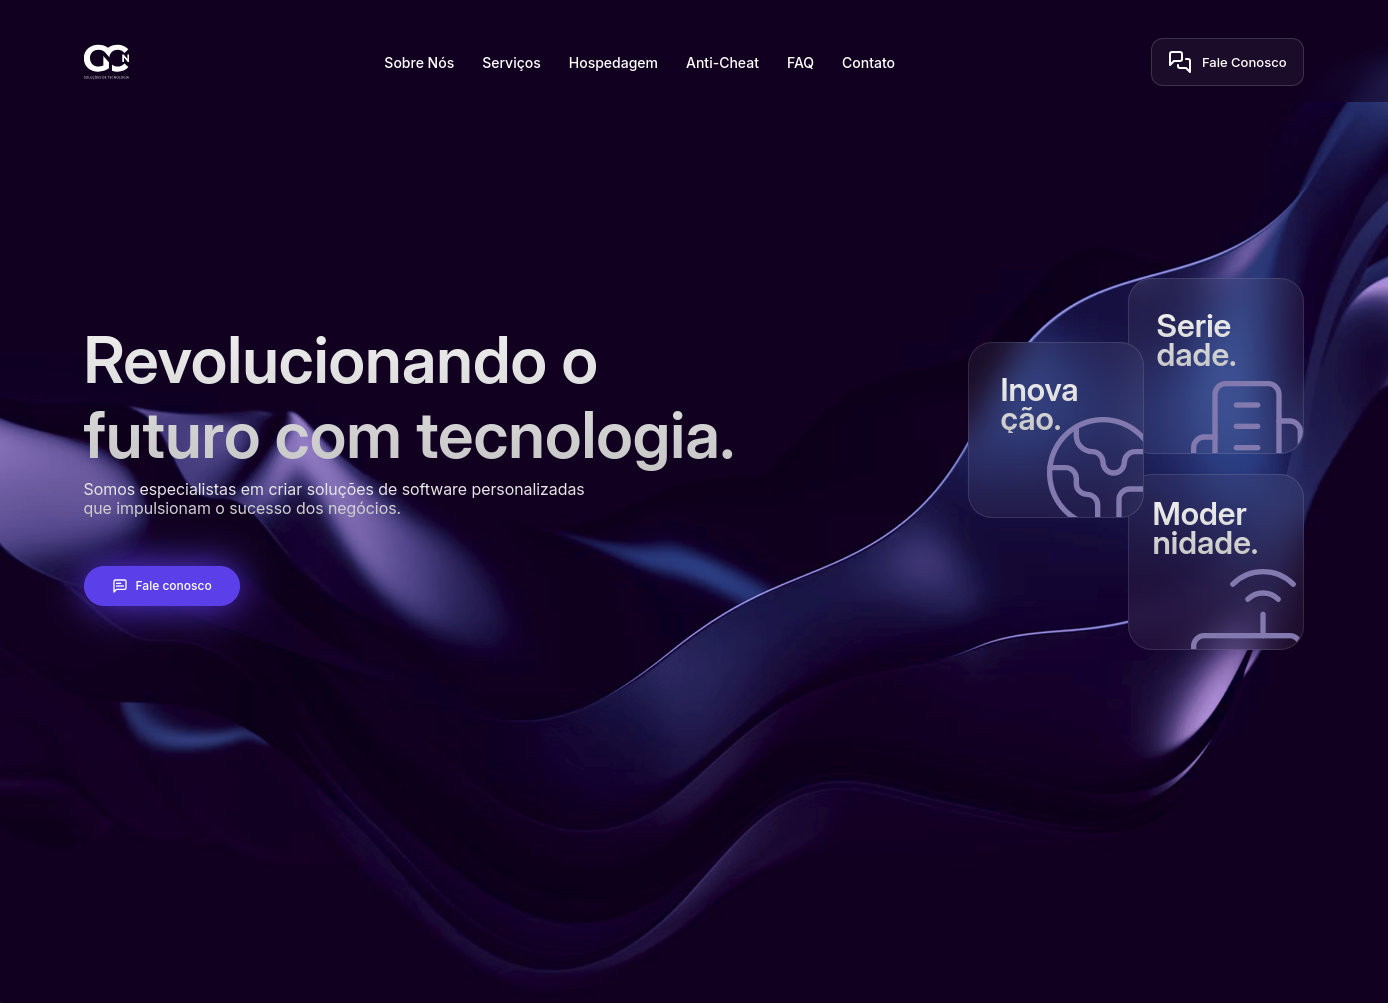 GCN
SOLUÇÕES DE TECNOLOGIA
Sobre Nós
Serviços
Hospedagem
Anti-Cheat
FAQ
Contato
Fale Conosco
Revolucionando o
futuro com tecnologia.
Somos especialistas em criar soluções de software personalizadas
que impulsionam o sucesso dos negócios.
Fale conosco
Inova
ção.
Serie
dade.
Moder
nidade.